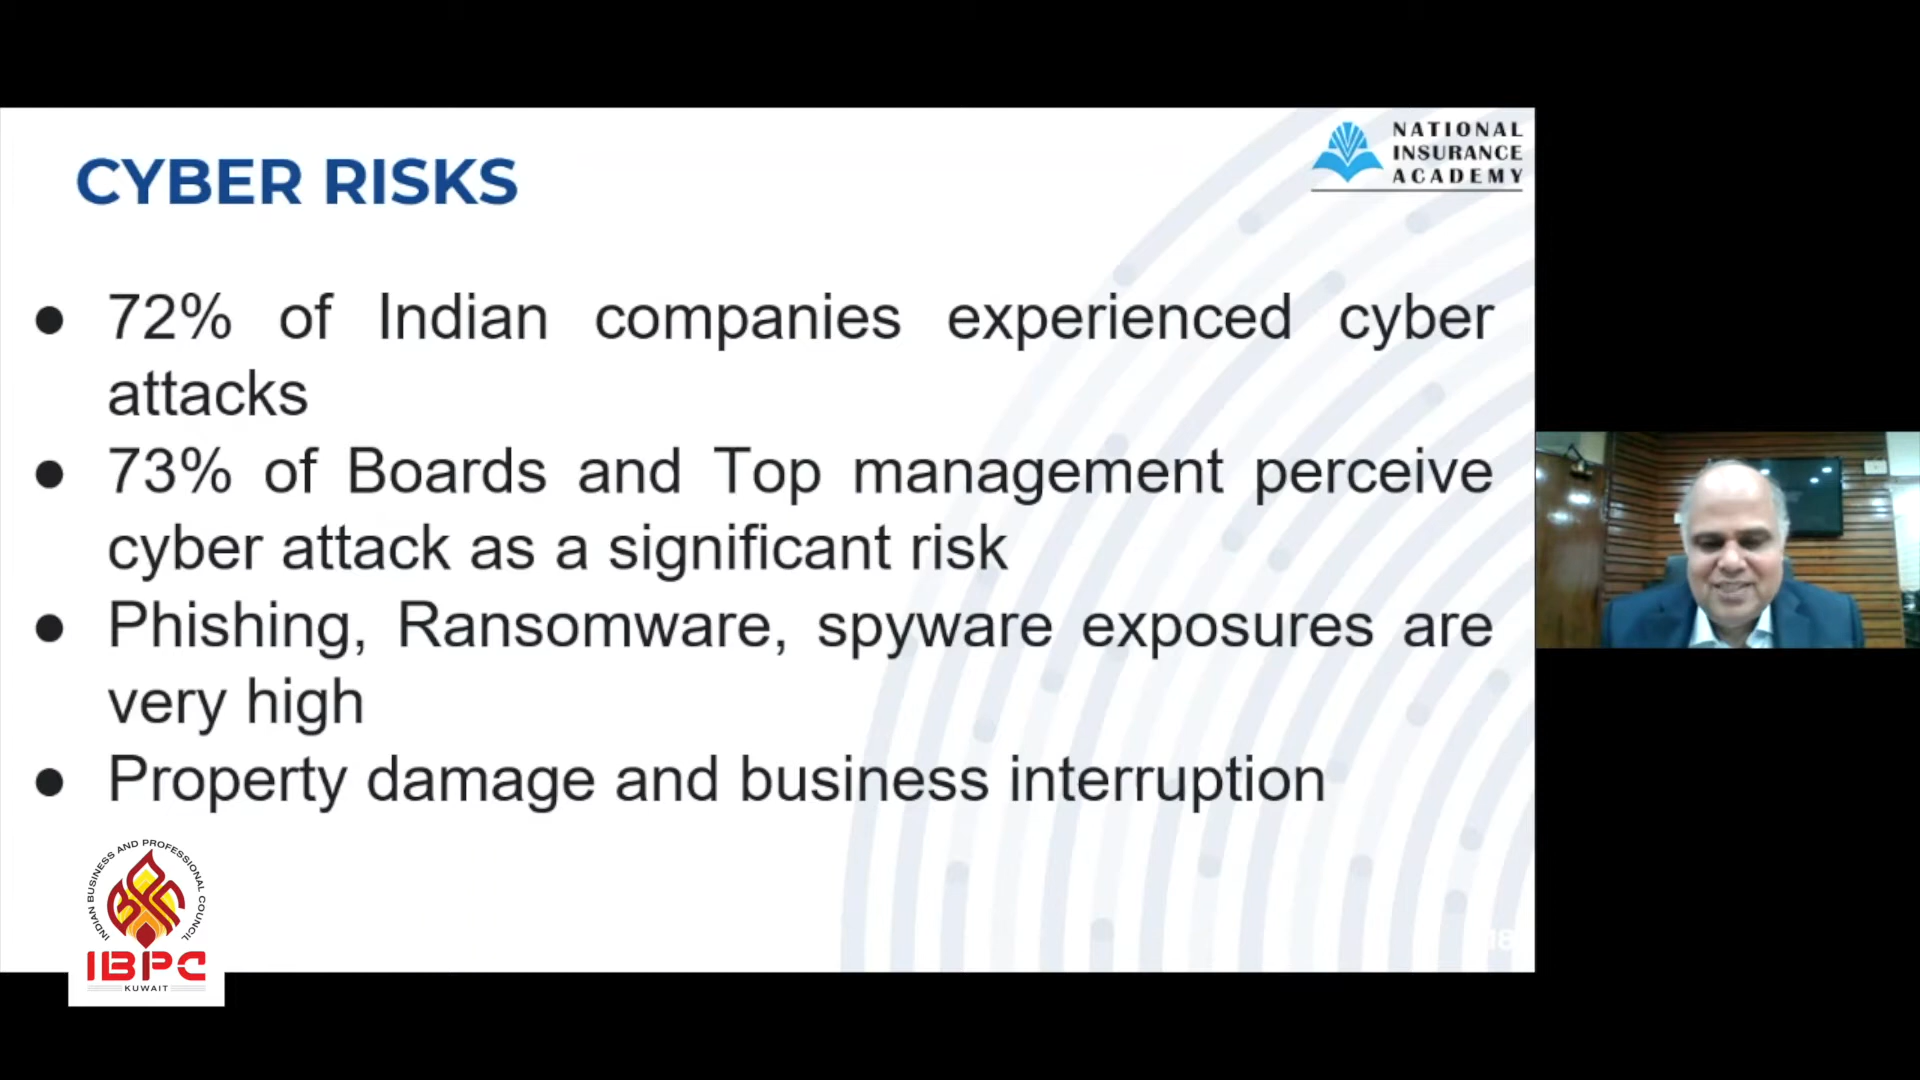 NATIONAL
INSURANCE
ACADEMY
CYBER RISKS
● 72% of Indian companies experienced cyber
attacks
● 73% of Boards and Top management perceive
cyber attack as a significant risk
● Phishing, Ransomware, spyware exposures are
very high
● Property damage and business interruption
18
INDIAN BUSINESS AND PROFESSIONAL COUNCIL
IBPC
KUWAIT